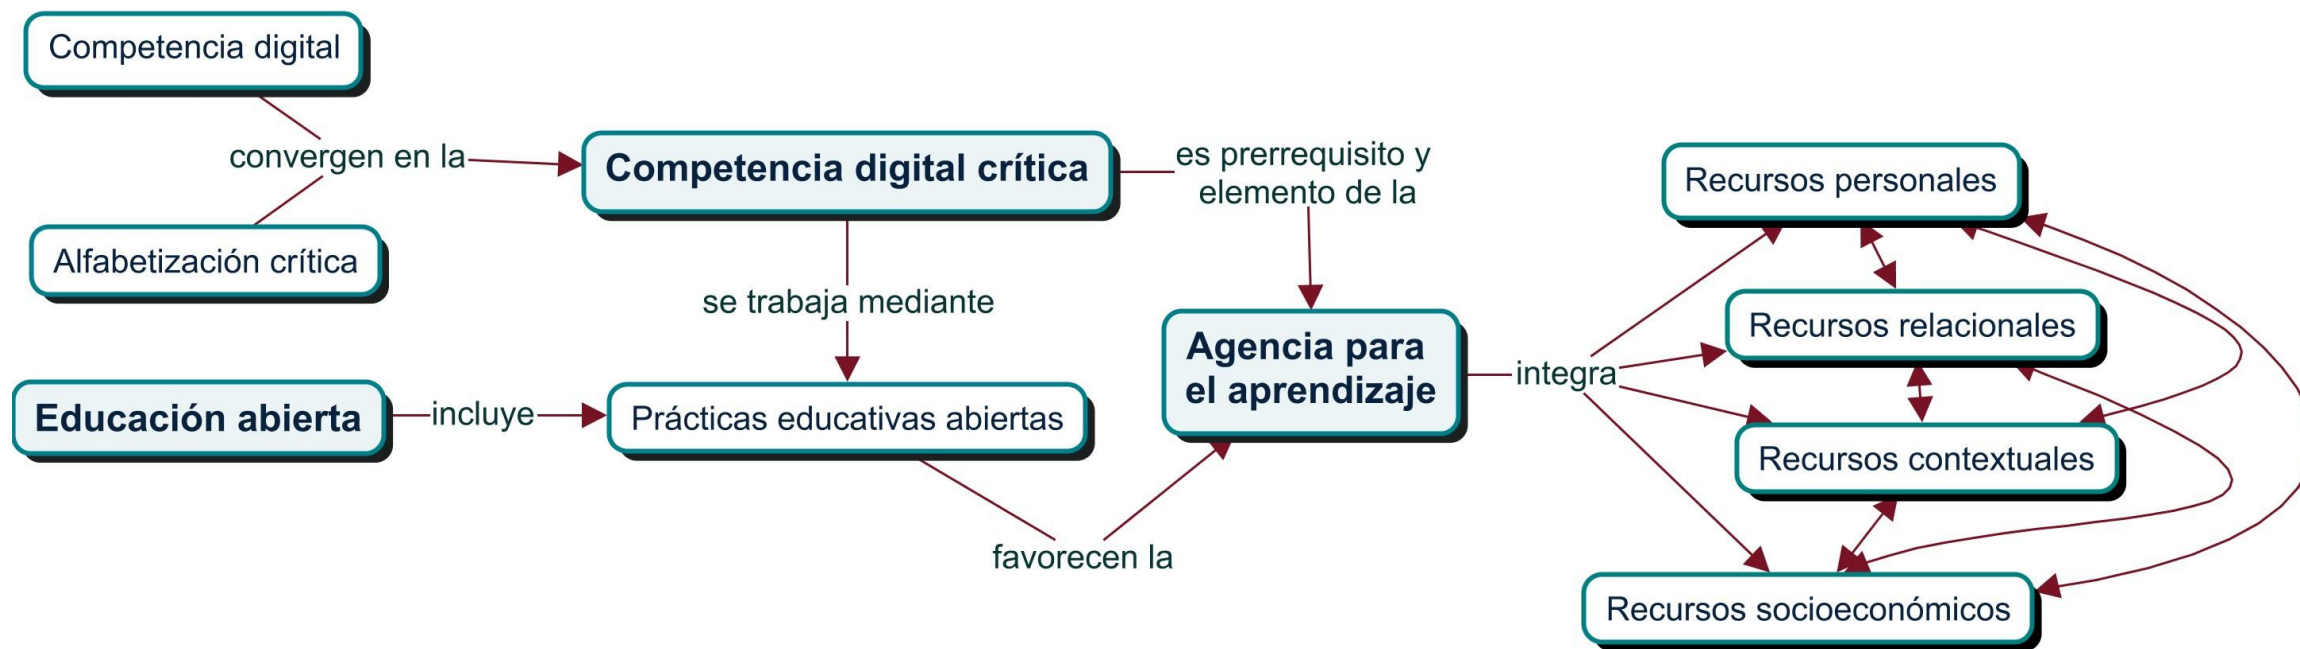 Competencia digital
convergen en la
Alfabetización crítica
Competencia digital crítica
es prerrequisito y
elemento de la
se trabaja mediante
Educación abierta
incluye
Prácticas educativas abiertas
favorecen la
Agencia para
el aprendizaje
integra
Recursos personales
Recursos relacionales
Recursos contextuales
Recursos socioeconómicos